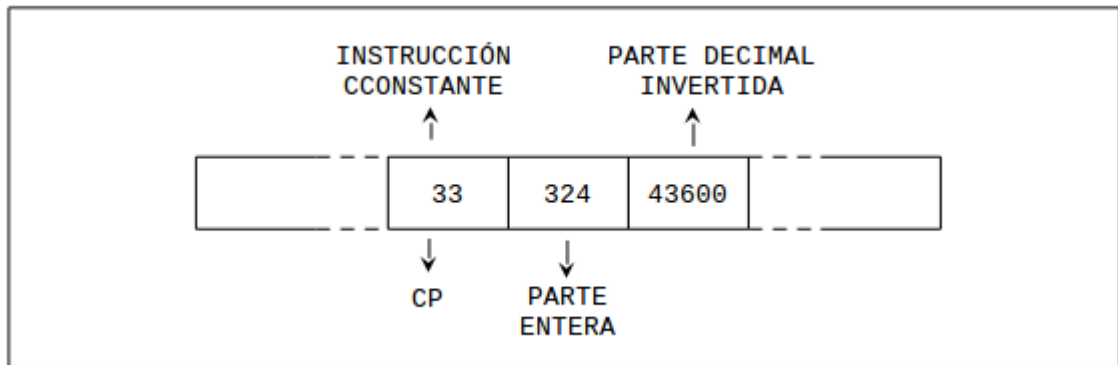 INSTRUCCIÓN
CCONSTANTE
PARTE DECIMAL
INVERTIDA
33
324
43600
CP
PARTE
ENTERA